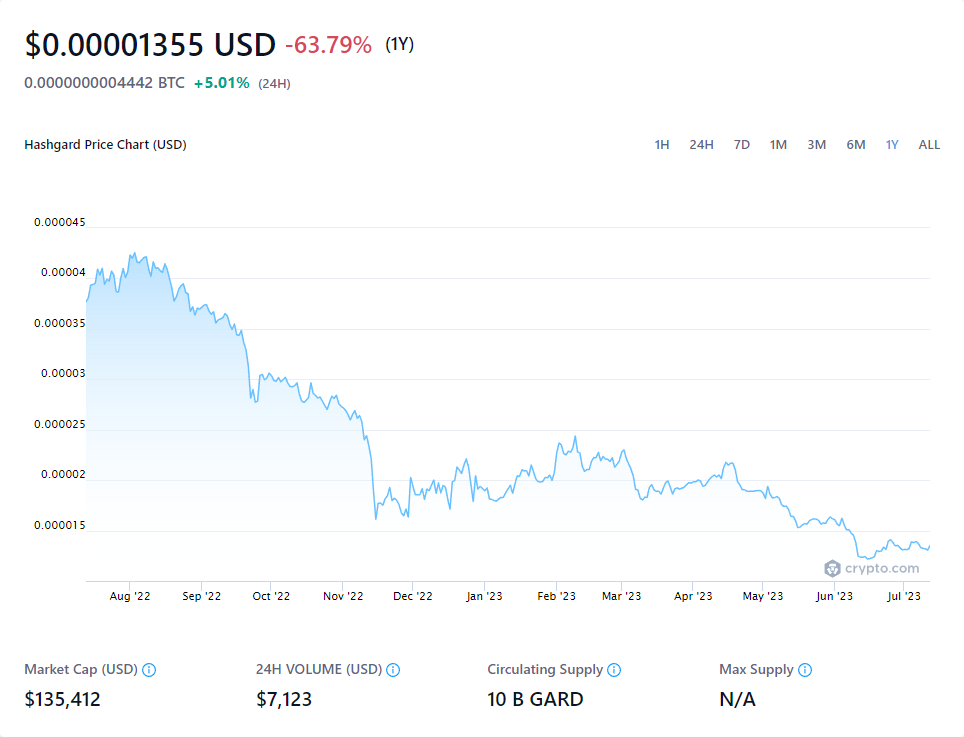 $0.00001355 USD -63.79% (1Y)
0.0000000004442 BTC +5.01% (24H)
Hashgard Price Chart (USD) 1H 24H 7D 1M 3M 6M 1Y ALL
0.000045
0.00004
0.000035
0.00003
0.000025
0.00002
0.000015
crypto.com
Aug '22 Sep '22 Oct '22 Nov '22 Dec '22 Jan '23 Feb '23 Mar '23 Apr '23 May '23 Jun '23 Jul '23
Market Cap (USD) 24H VOLUME (USD) Circulating Supply Max Supply
$135,412 $7,123 10 B GARD N/A